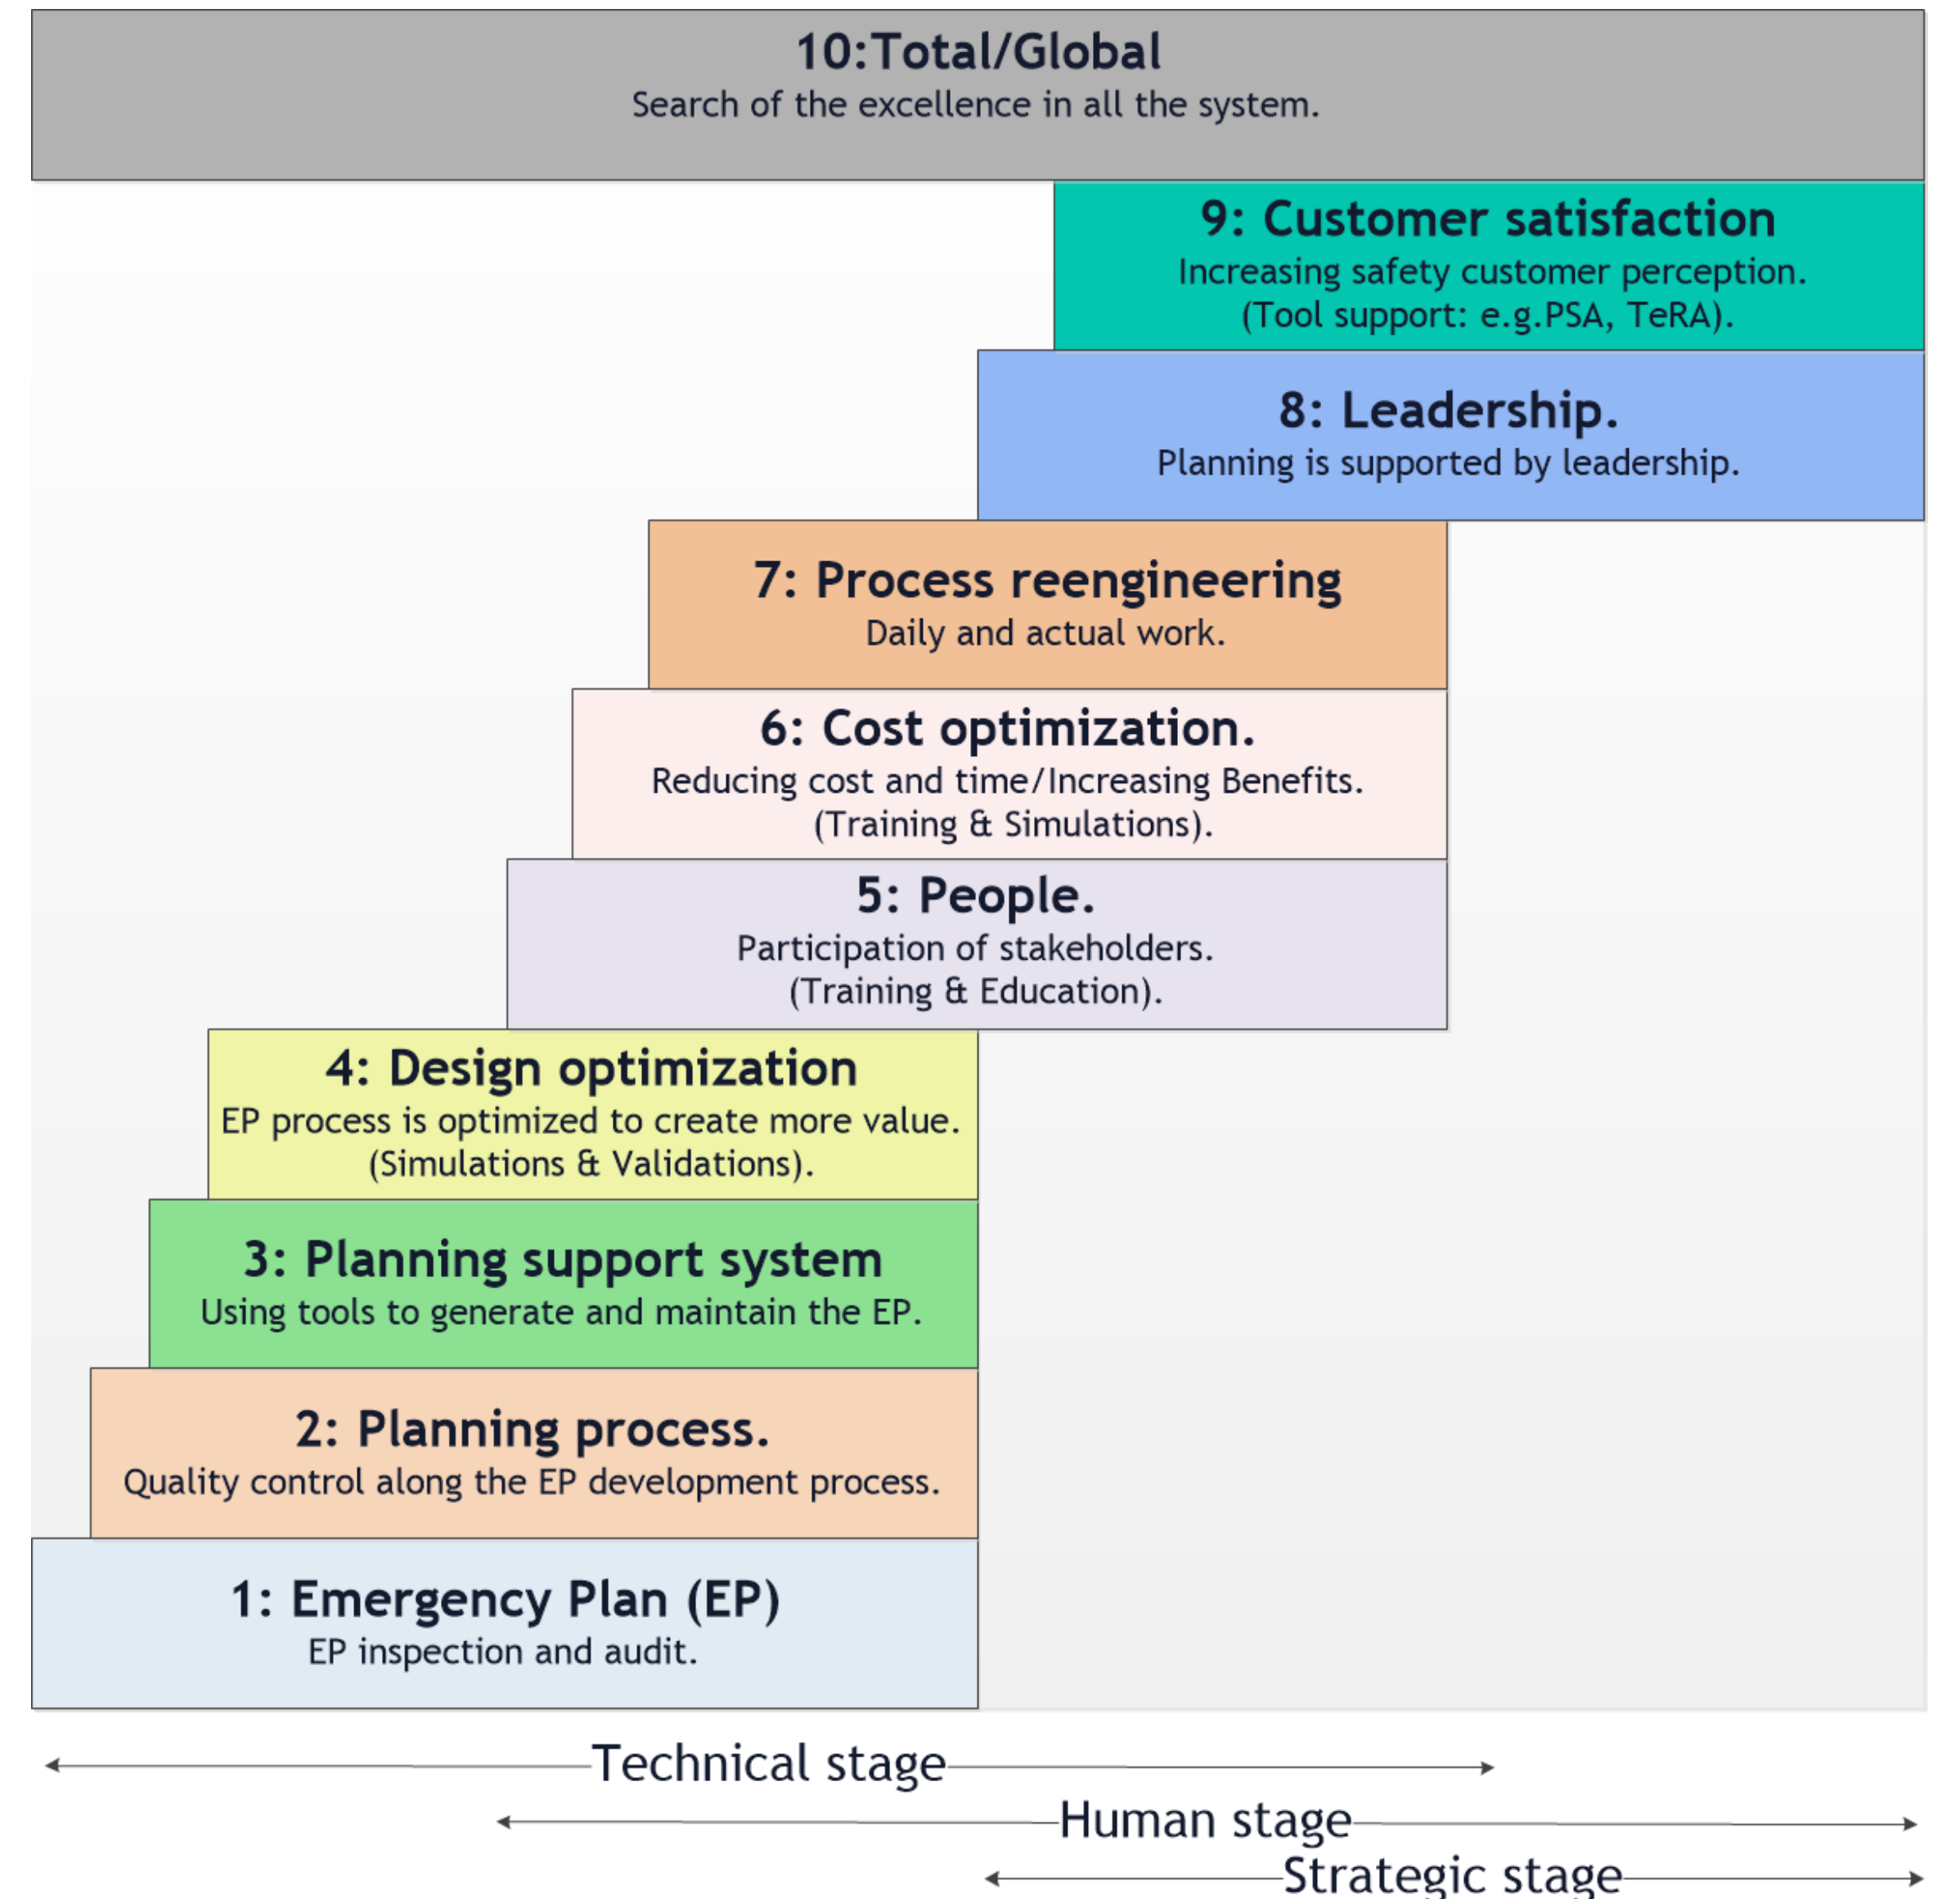 10:Total/Global
Search of the excellence in all the system.
9: Customer satisfaction
Increasing safety customer perception.
(Tool support: e.g.PSA, TeRA).
8: Leadership.
Planning is supported by leadership.
7: Process reengineering
Daily and actual work.
6: Cost optimization.
Reducing cost and time/Increasing Benefits.
(Training & Simulations).
5: People.
Participation of stakeholders.
(Training & Education).
4: Design optimization
EP process is optimized to create more value.
(Simulations & Validations).
3: Planning support system
Using tools to generate and maintain the EP.
2: Planning process.
Quality control along the EP development process.
1: Emergency Plan (EP)
EP inspection and audit.
Technical stage
Human stage
Strategic stage